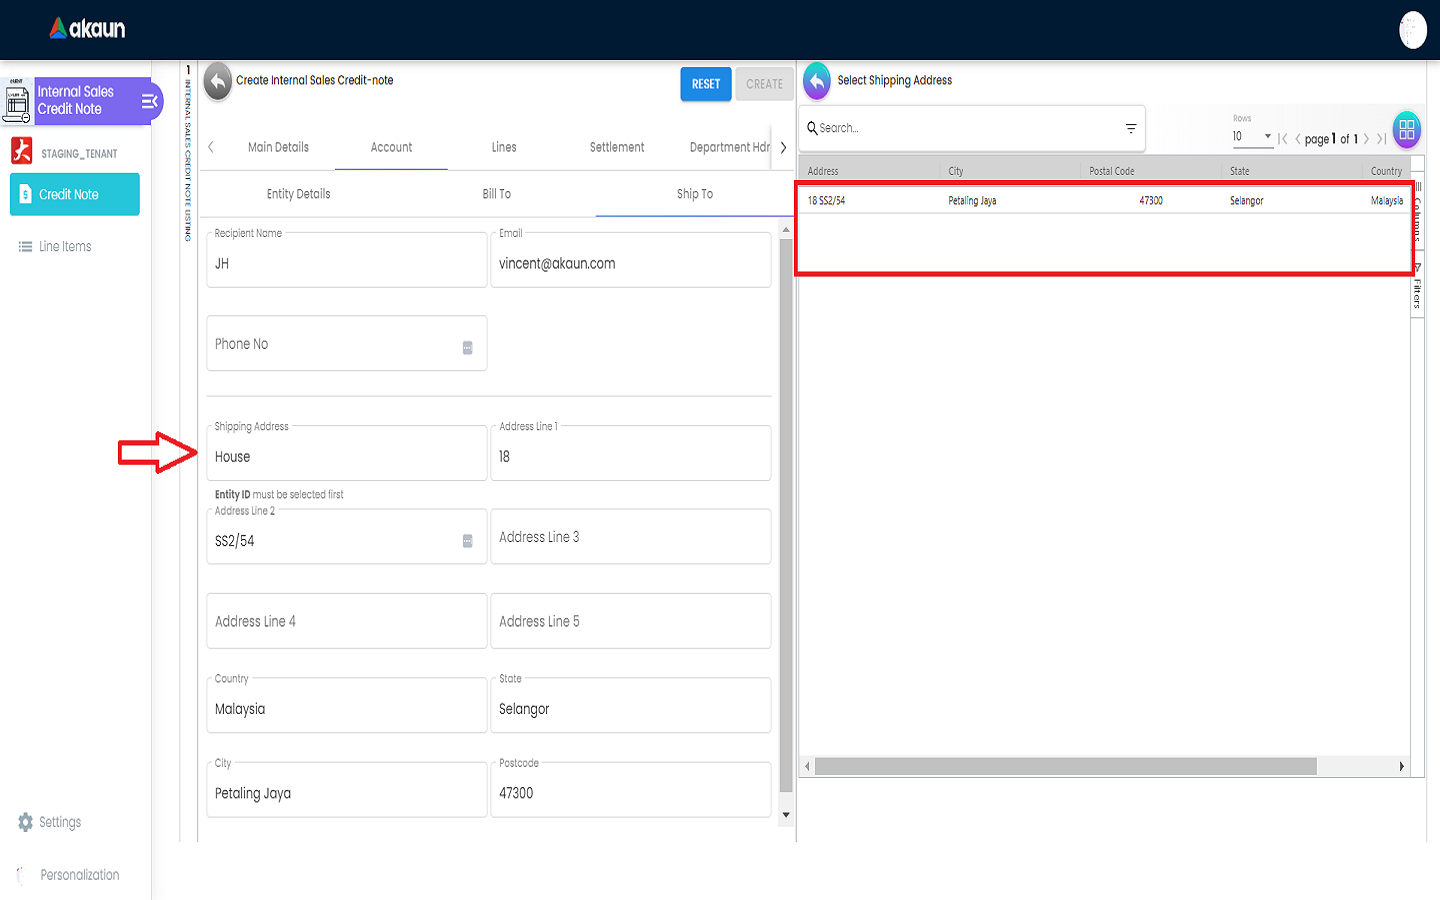 akaun
Internal Sales
Credit Note
STAGING_TENANT
Credit Note
Line Items
Settings
Personalization
1
INTERNAL SALES CREDIT NOTE LISTING
Create Internal Sales Credit-note
RESET
CREATE
Main Details
Account
Lines
Settlement
Department Hdr
Entity Details
Bill To
Ship To
Recipient Name
JH
Email
vincent@akaun.com
Phone No
Shipping Address
House
Address Line 1
18
Entity ID must be selected first
Address Line 2
SS2/54
Address Line 3
Address Line 4
Address Line 5
Country
Malaysia
State
Selangor
City
Petaling Jaya
Postcode
47300
Select Shipping Address
Search...
Rows
10
page 1 of 1
Address City Postal Code State Country
18 SS2/54 Petaling Jaya 47300 Selangor Malaysia
Columns
Filters